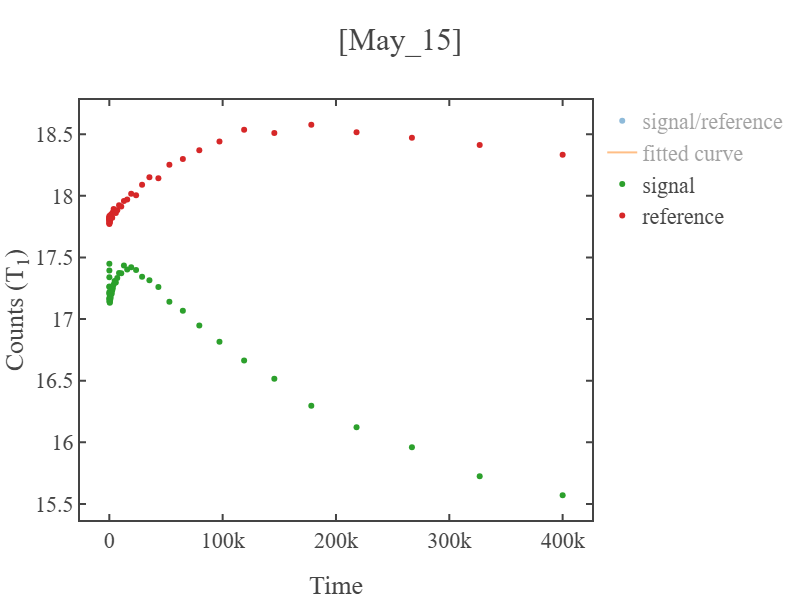 [May_15]
signal/reference
fitted curve
signal
reference
18.5
18
17.5
17
16.5
16
15.5
Counts (T1)
0 100k 200k 300k 400k
Time